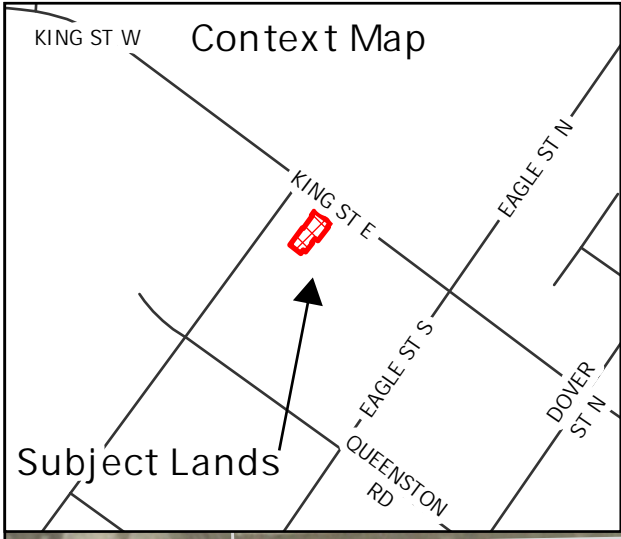 KING ST W
Context Map
EAGLE ST N
KING ST E
EAGLE ST S
DOVER
ST N
Subject Lands
QUEENSTON
RD